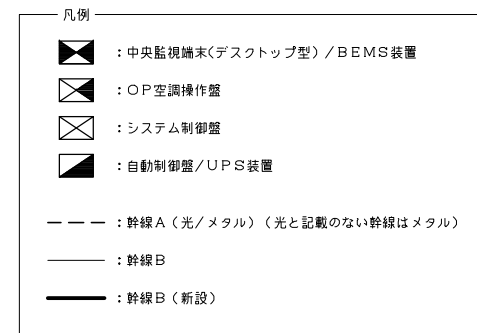 凡例
：中央監視端末(デスクトップ型）／ＢＥＭＳ装置
：ＯＰ空調操作盤
：システム制御盤
：自動制御盤／ＵＰＳ装置
：幹線Ａ（光／メタル）（光と記載のない幹線はメタル）
：幹線Ｂ
：幹線Ｂ（新設）